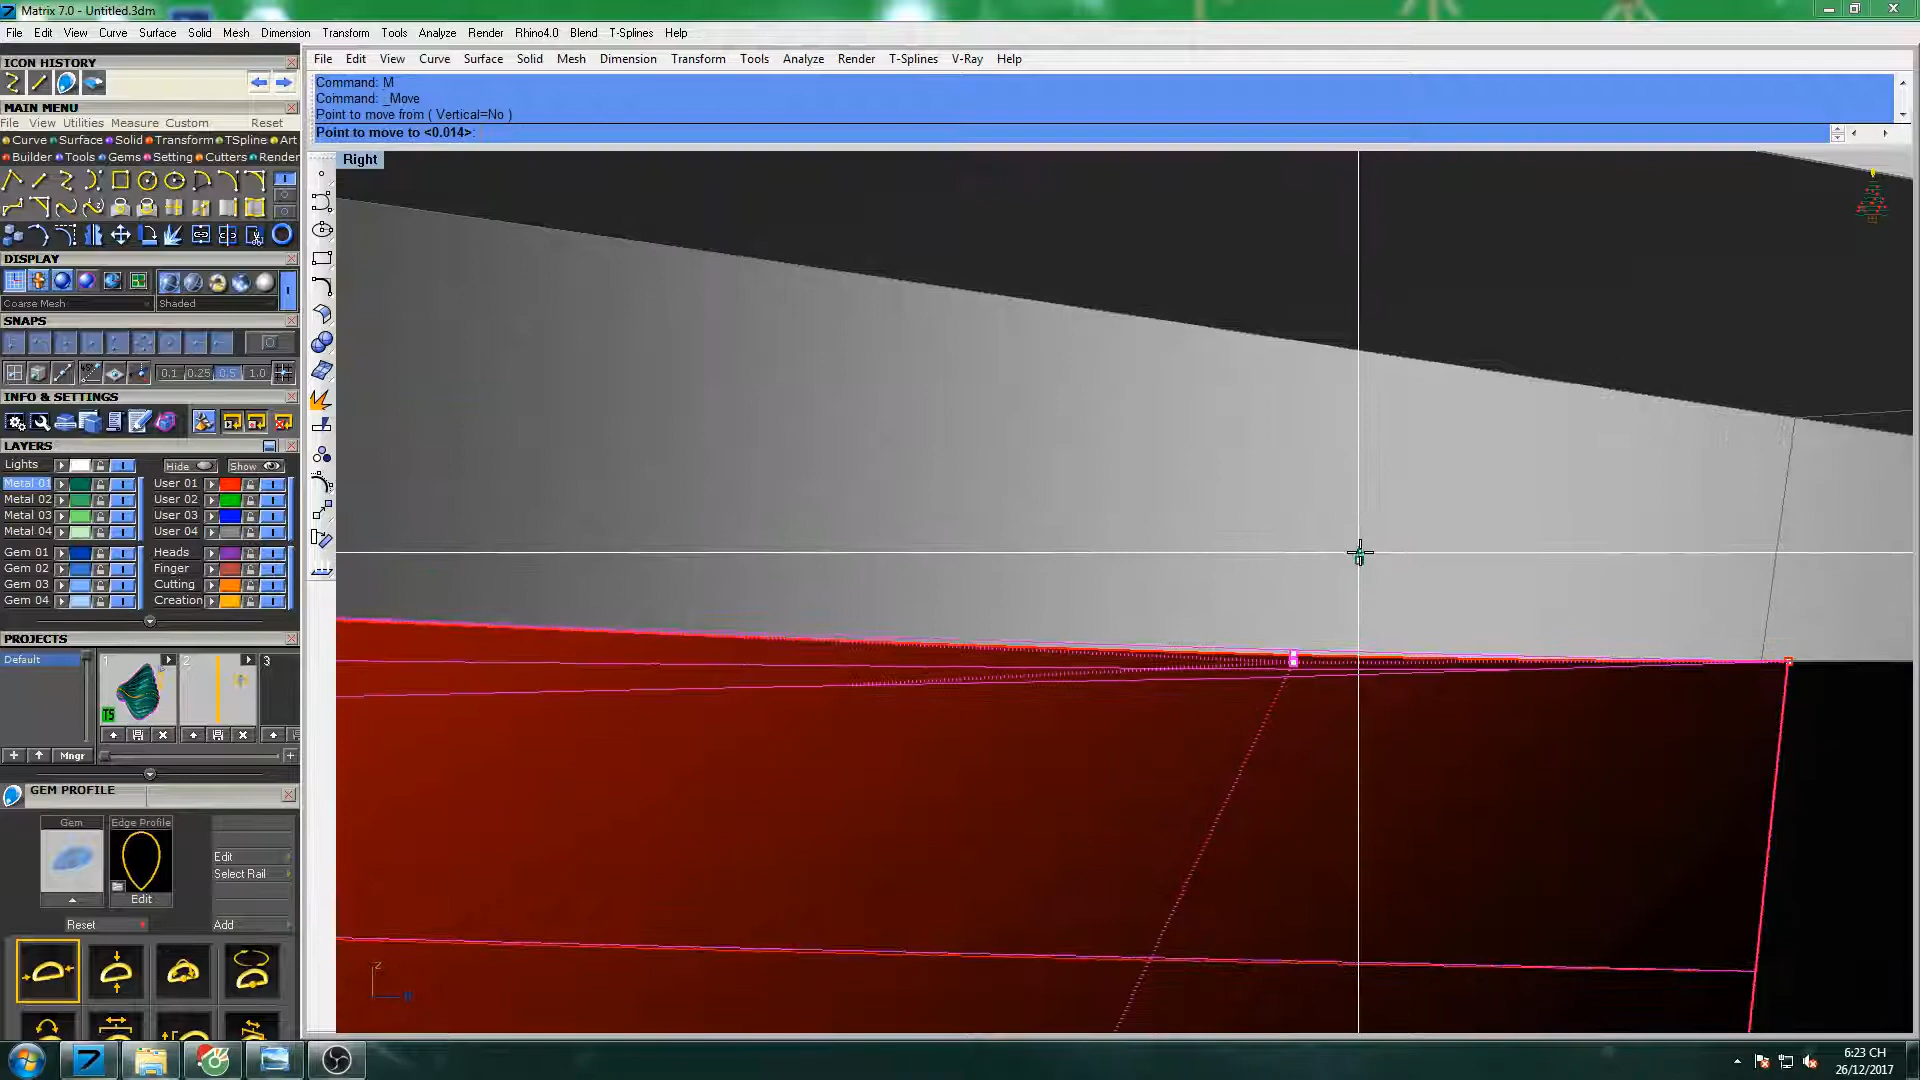 Matrix 7.0 - Untitled.3dm
File Edit View Curve Surface Solid Mesh Dimension Transform Tools Analyze Render Rhino4.0 Blend T-Splines Help
ICON HISTORY
MAIN MENU
File View Utilities Measure Custom Reset
Curve Surface Solid Transform TSpline Art
Builder Tools Gems Setting Cutters Render
DISPLAY
Coarse Mesh Shaded
SNAPS
0.1 0.25 0.5 1.0
INFO & SETTINGS
LAYERS
Lights Hide Show
Metal 01 User 01
Metal 02 User 02
Metal 03 User 03
Metal 04 User 04
Gem 01 Heads
Gem 02 Finger
Gem 03 Cutting
Gem 04 Creation
PROJECTS
Default 1 2 3
TS
Mngr
GEM PROFILE
Gem Edge Profile
Edit
Select Rail
Edit
Reset Add
File Edit View Curve Surface Solid Mesh Dimension Transform Tools Analyze Render T-Splines V-Ray Help
Command: M
Command: _Move
Point to move from ( Vertical=No )
Point to move to <0.014>:
Right
z
6:23 CH
26/12/2017